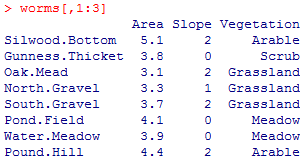 > worms[,1:3]
Area Slope Vegetation
Silwood.Bottom 5.1 2 Arable
Gunness.Thicket 3.8 0 Scrub
Oak.Mead 3.1 2 Grassland
North.Gravel 3.3 1 Grassland
South.Gravel 3.7 2 Grassland
Pond.Field 4.1 0 Meadow
Water.Meadow 3.9 0 Meadow
Pound.Hill 4.4 2 Arable